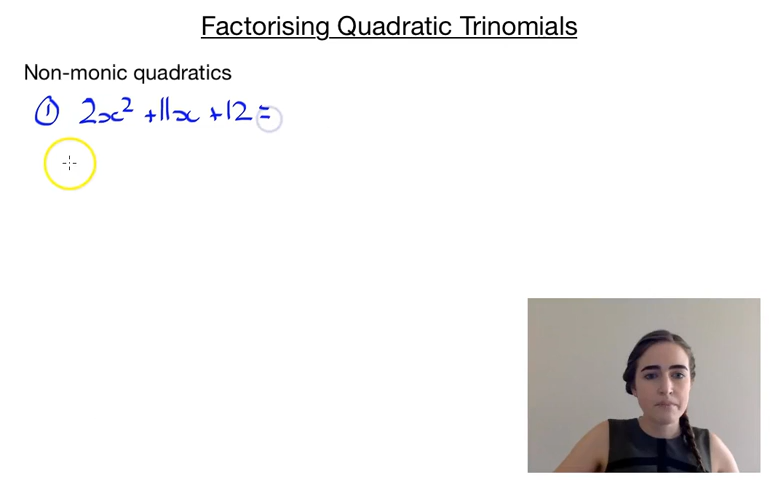 Factorising Quadratic Trinomials
Non-monic quadratics
① 2x² +11x +12 =